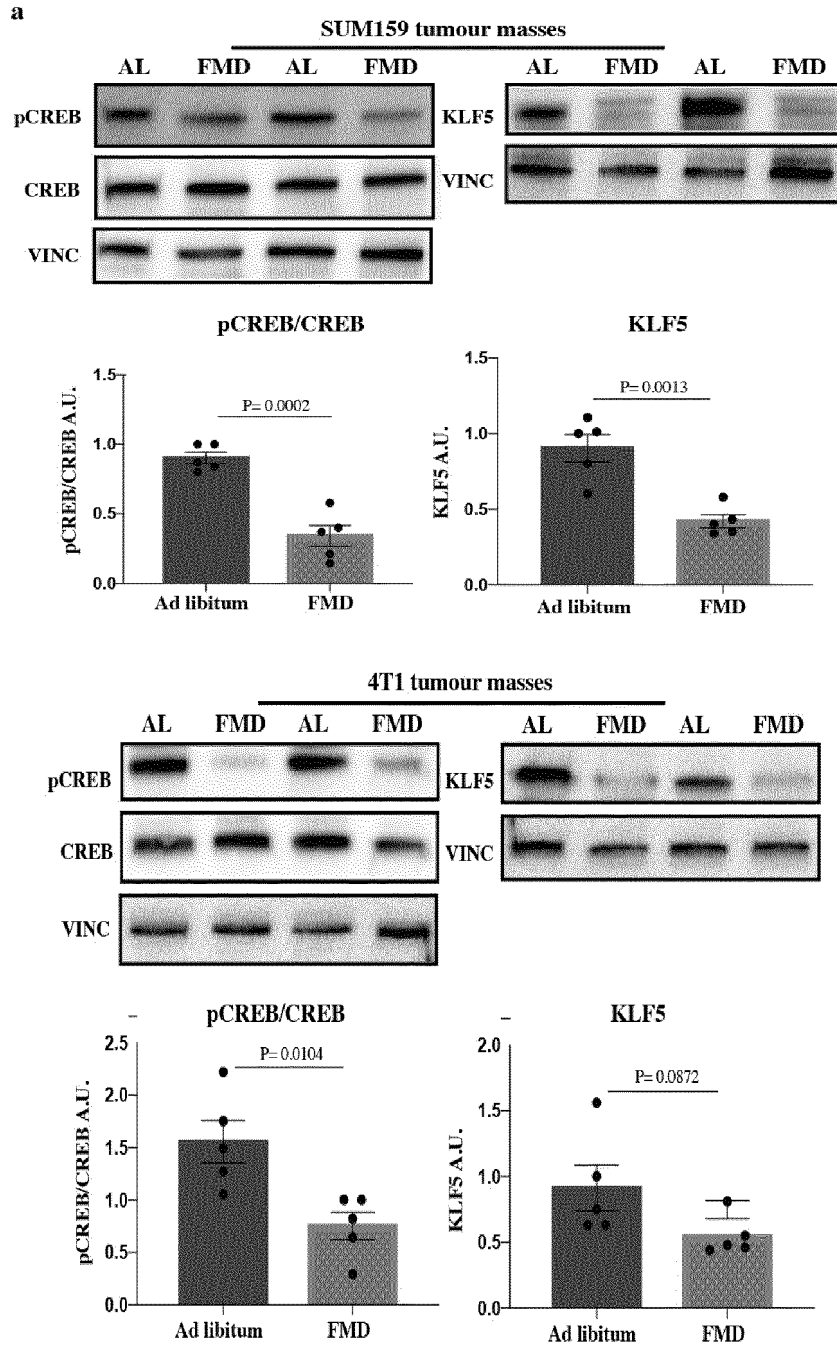 a
SUM159 tumour masses
AL FMD AL FMD
pCREB
CREB
VINC
AL FMD AL FMD
KLF5
VINC
pCREB/CREB
P= 0.0002
1.5
1.0
0.5
0.0
pCREB/CREB A.U.
Ad libitum FMD
KLF5
P= 0.0013
1.5
1.0
0.5
0.0
KLF5 A.U.
Ad libitum FMD
4T1 tumour masses
AL FMD AL FMD
pCREB
CREB
VINC
AL FMD AL FMD
KLF5
VINC
pCREB/CREB
P= 0.0104
2.5
2.0
1.5
1.0
0.5
0.0
pCREB/CREB A.U.
Ad libitum FMD
KLF5
P= 0.0872
2.0
1.5
1.0
0.5
0.0
KLF5 A.U.
Ad libitum FMD